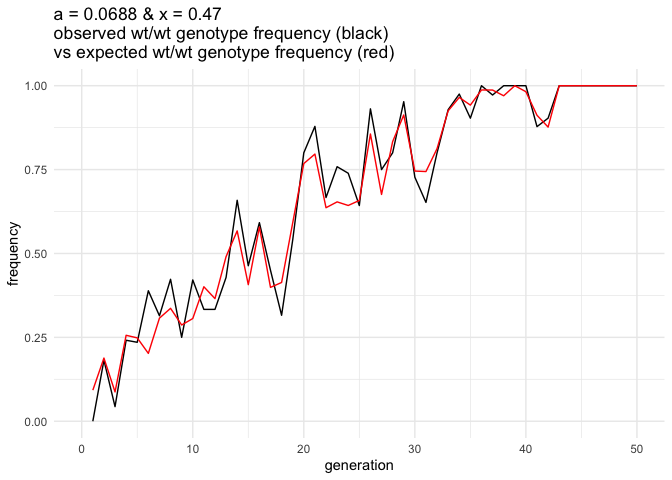 a = 0.0688 & x = 0.47
observed wt/wt genotype frequency (black)
vs expected wt/wt genotype frequency (red)
1.00
0.75
0.50
0.25
0.00
frequency
0
10
20
30
40
50
generation